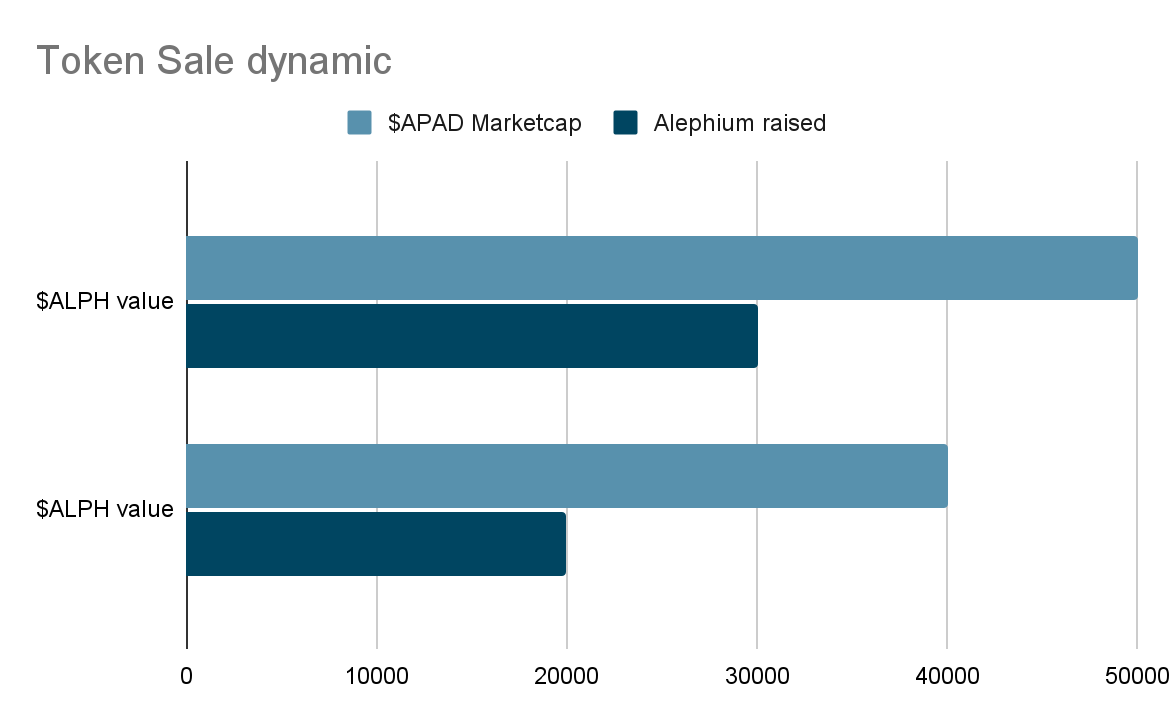 Token Sale dynamic
$APAD Marketcap Alephium raised
$ALPH value
$ALPH value
0 10000 20000 30000 40000 50000